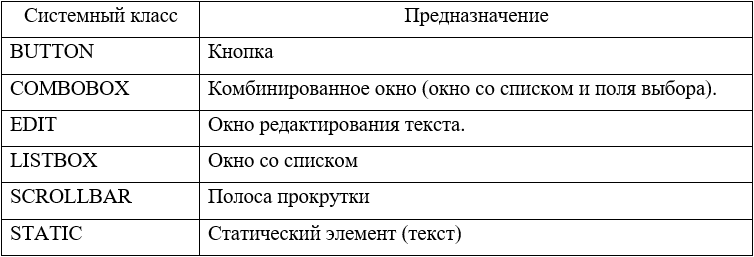 Системный класс Предназначение
BUTTON Кнопка
COMBOBOX Комбинированное окно (окно со списком и поля выбора).
EDIT Окно редактирования текста.
LISTBOX Окно со списком
SCROLLBAR Полоса прокрутки
STATIC Статический элемент (текст)